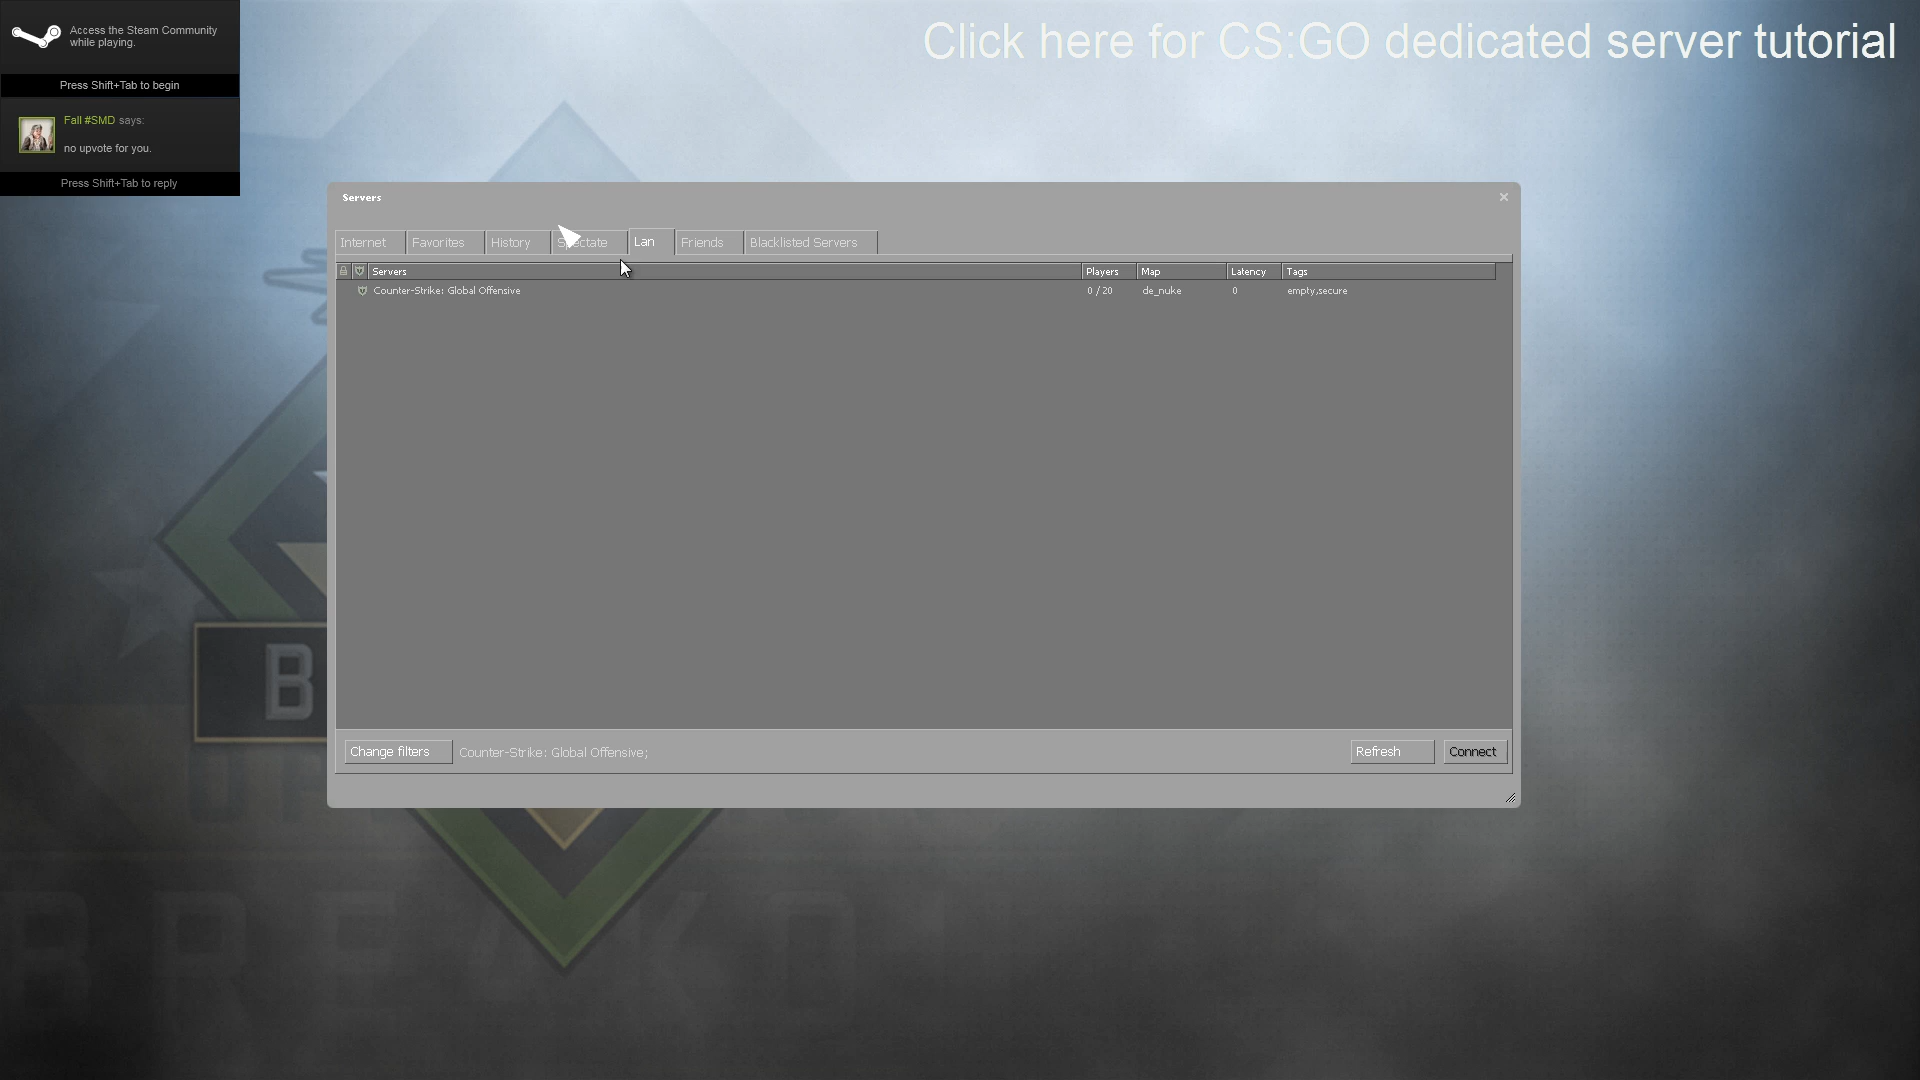 Access the Steam Community
while playing.
Press Shift+Tab to begin
Fall #SMD says:
no upvote for you.
Press Shift+Tab to reply
Click here for CS:GO dedicated server tutorial
Servers
Internet Favorites History Spectate Lan Friends Blacklisted Servers
Servers Players Map Latency Tags
Counter-Strike: Global Offensive 0 / 20 de_nuke 0 empty,secure
Change filters Counter-Strike: Global Offensive; Refresh Connect